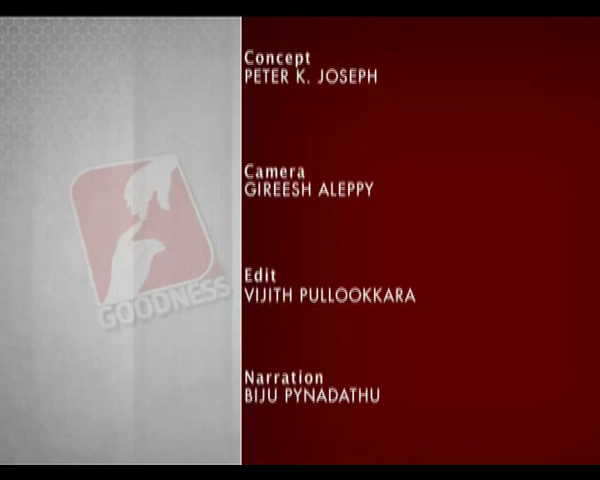 Concept
PETER K. JOSEPH
Camera
GIREESH ALEPPY
Edit
VIJITH PULLOOKKARA
Narration
BIJU PYNADATHU
GOODNESS